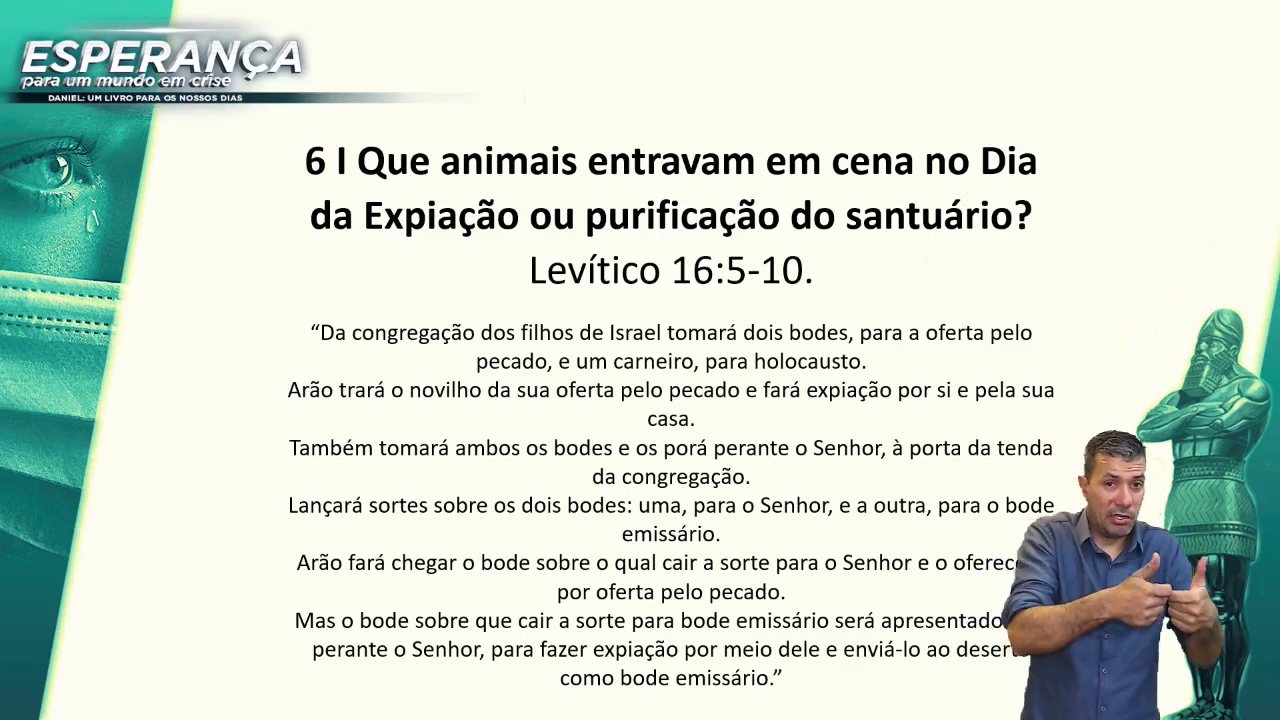 ESPERANÇA
para um mundo em crise
DANIEL: UM LIVRO PARA OS NOSSOS DIAS
6 I Que animais entravam em cena no Dia
da Expiação ou purificação do santuário?
Levítico 16:5-10.
“Da congregação dos filhos de Israel tomará dois bodes, para a oferta pelo
pecado, e um carneiro, para holocausto.
Arão trará o novilho da sua oferta pelo pecado e fará expiação por si e pela sua
casa.
Também tomará ambos os bodes e os porá perante o Senhor, à porta da tenda
da congregação.
Lançará sortes sobre os dois bodes: uma, para o Senhor, e a outra, para o bode
emissário.
Arão fará chegar o bode sobre o qual cair a sorte para o Senhor e o
por oferta pelo pecado.
Mas o bode sobre que cair a sorte para bode emissário será apresentado
perante o Senhor, para fazer expiação por meio dele e enviá-lo ao
como bode emissário.”